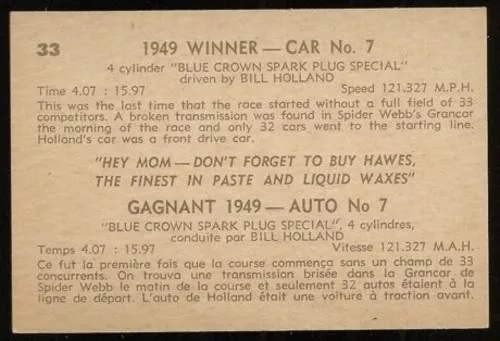 33
1949 WINNER — CAR No. 7
4 cylinder "BLUE CROWN SPARK PLUG SPECIAL"
driven by BILL HOLLAND
Time 4.07 : 15.97 Speed 121.327 M.P.H.
This was the last time that the race started without a full field of 33
competitors. A broken transmission was found in Spider Webb's Grancar
the morning of the race and only 32 cars went to the starting line.
Holland's car was a front drive car.
"HEY MOM — DON'T FORGET TO BUY HAWES,
THE FINEST IN PASTE AND LIQUID WAXES"
GAGNANT 1949 — AUTO No 7
"BLUE CROWN SPARK PLUG SPECIAL", 4 cylindres,
conduite par BILL HOLLAND
Temps 4.07 : 15.97 Vitesse 121.327 M.A.H.
Ce fut la première fois que la course commença sans un champ de 33
concurrents. On trouva une transmission brisée dans la Grancar de
Spider Webb le matin de la course et seulement 32 autos étaient à la
ligne de départ. L'auto de Holland était une voiture à traction avant.